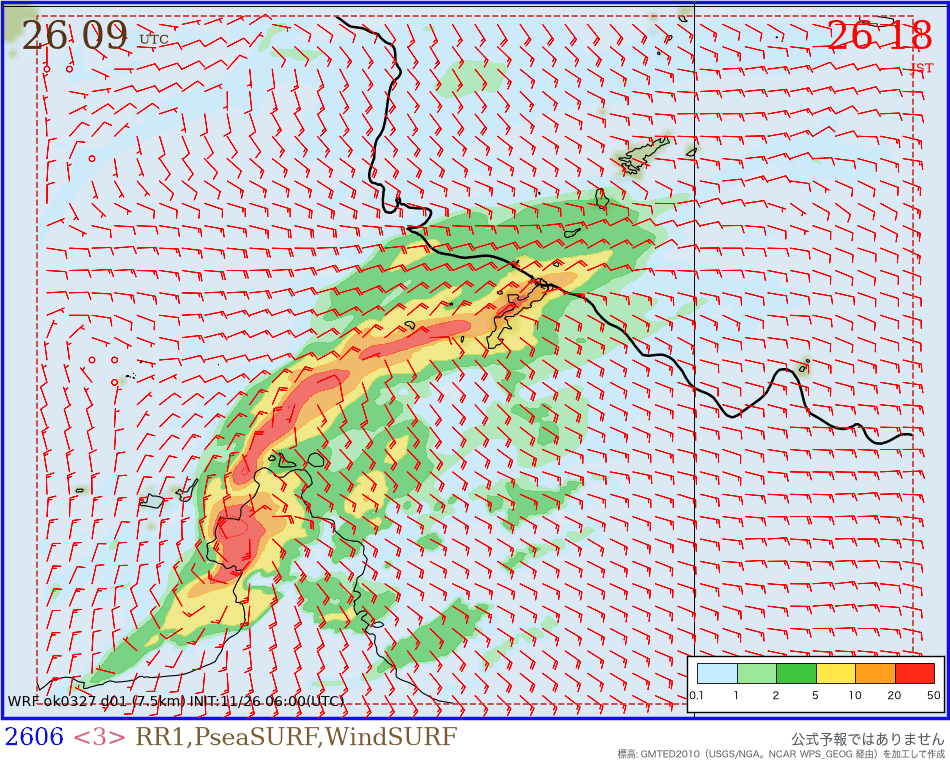 26 09 UTC
26 18
JST
WRF ok0327 d01 (7.5km) INIT:11/26 06:00(UTC)
0.1 1 2 5 10 20 50
2606 <3> RR1,PseaSURF,WindSURF
公式予報ではありません
標高: GMTED2010（USGS/NGA。NCAR WPS_GEOG 経由）を加工して作成